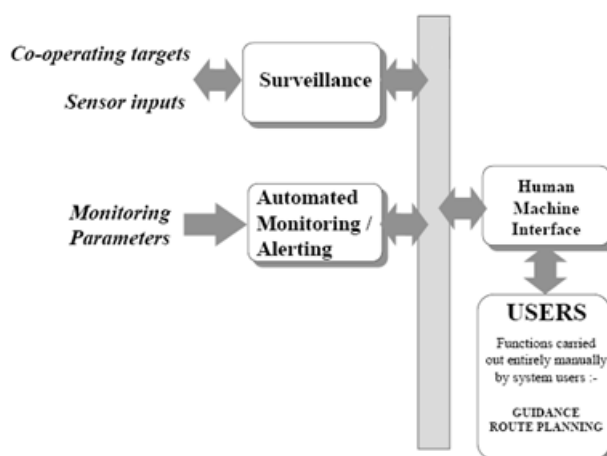 Co-operating targets
Sensor inputs
Surveillance
Monitoring
Parameters
Automated
Monitoring /
Alerting
Human
Machine
Interface
USERS
Functions carried
out entirely manually
by system users :-
GUIDANCE
ROUTE PLANNING